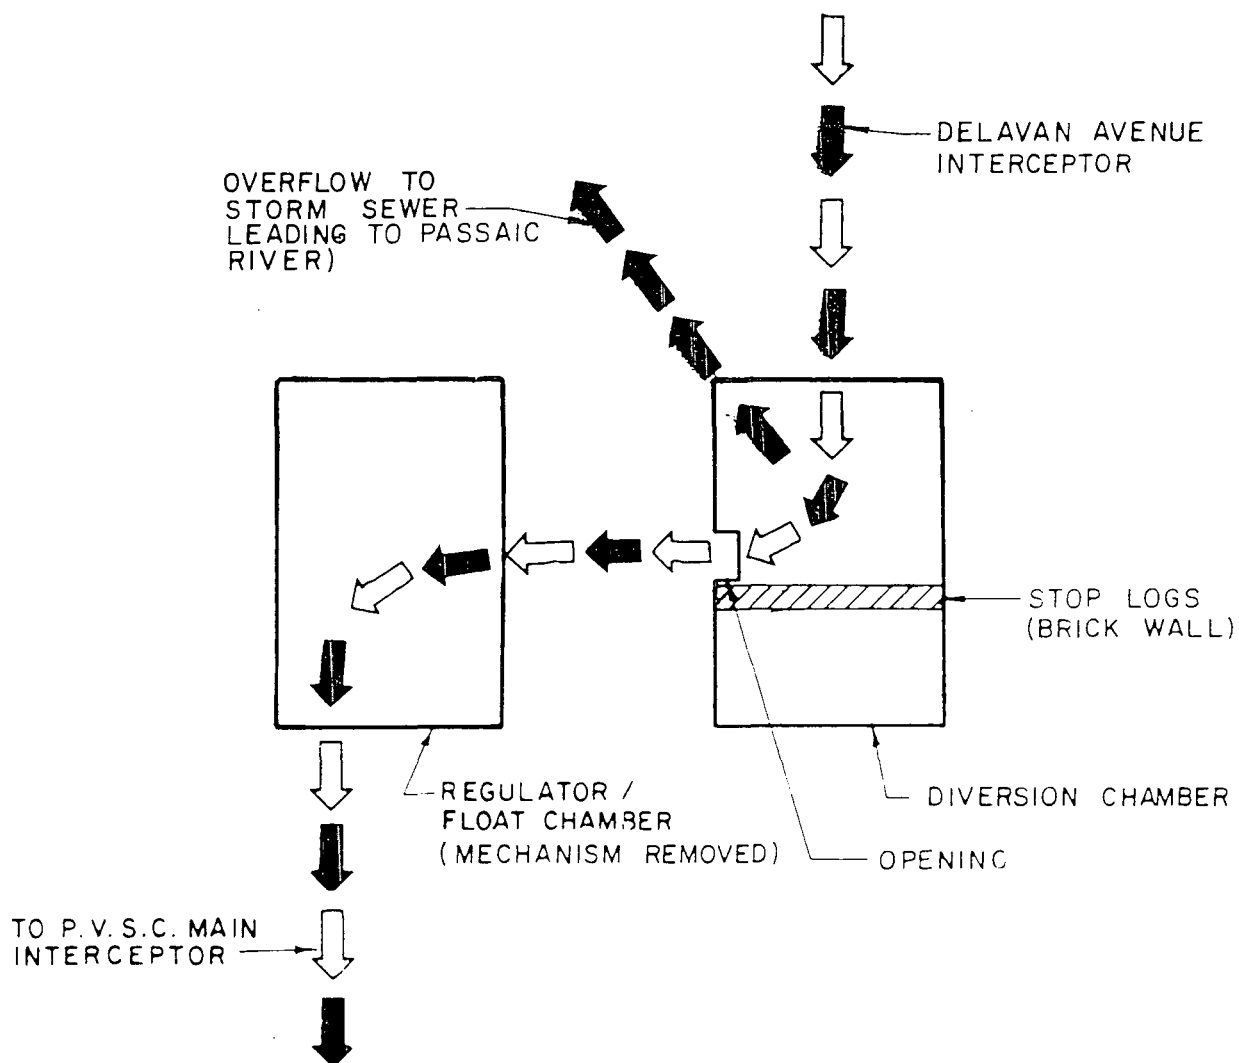 DELAVAN AVENUE
INTERCEPTOR
OVERFLOW TO
STORM SEWER
LEADING TO PASSAIC
RIVER)
STOP LOGS
(BRICK WALL)
REGULATOR /
FLOAT CHAMBER
(MECHANISM REMOVED)
DIVERSION CHAMBER
OPENING
TO P.V.S.C. MAIN
INTERCEPTOR